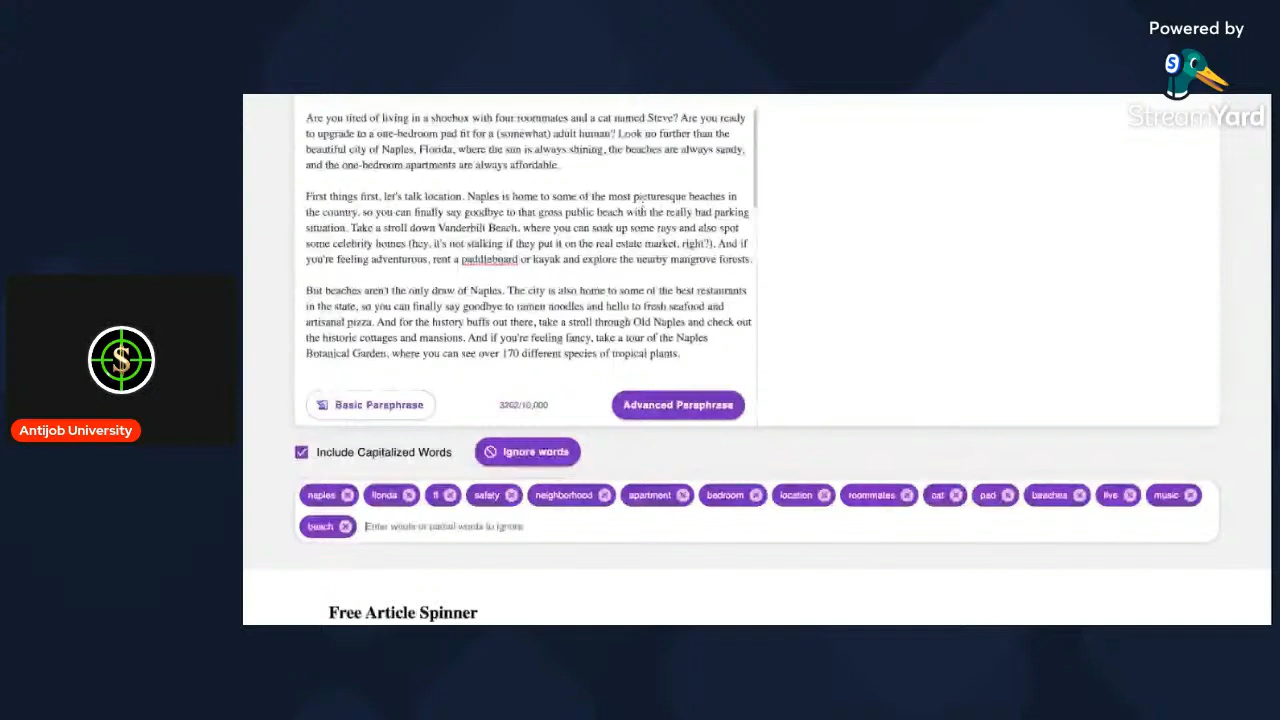 Powered by
S
StreamYard
Are you tired of living in a shoebox with four roommates and a cat named Steve? Are you ready
to upgrade to a one-bedroom pad fit for a (somewhat) adult human? Look no further than the
beautiful city of Naples, Florida, where the sun is always shining, the beaches are always sandy,
and the one-bedroom apartments are always affordable.
First things first, let's talk location. Naples is home to some of the most picturesque beaches in
the country, so you can finally say goodbye to that gross public beach with the really bad parking
situation. Take a stroll down Vanderbilt Beach, where you can soak up some rays and also spot
some celebrity homes (hey, it's not stalking if they put it on the real estate market, right?). And if
you're feeling adventurous, rent a paddleboard or kayak and explore the nearby mangrove forests.
But beaches aren't the only draw of Naples. The city is also home to some of the best restaurants
in the state, so you can finally say goodbye to ramen noodles and hello to fresh seafood and
artisanal pizza. And for the history buffs out there, take a stroll through Old Naples and check out
the historic cottages and mansions. And if you're feeling fancy, take a tour of the Naples
Botanical Garden, where you can see over 170 different species of tropical plants.
Basic Paraphrase 3262/10,000 Advanced Paraphrase
$
Antijob University
Include Capitalized Words Ignore words
naples florida fl safety neighborhood apartment bedroom location roommates cat pad beaches live music
beach Enter whole or partial words to ignore
Free Article Spinner